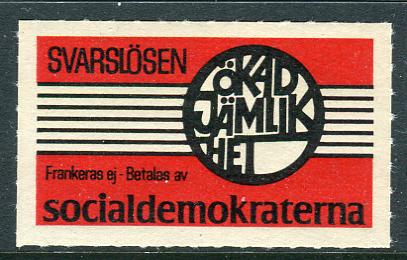 SVARSLÖSEN
ÖKAD
JÄMLIK
HET
Frankeras ej - Betalas av
socialdemokraterna